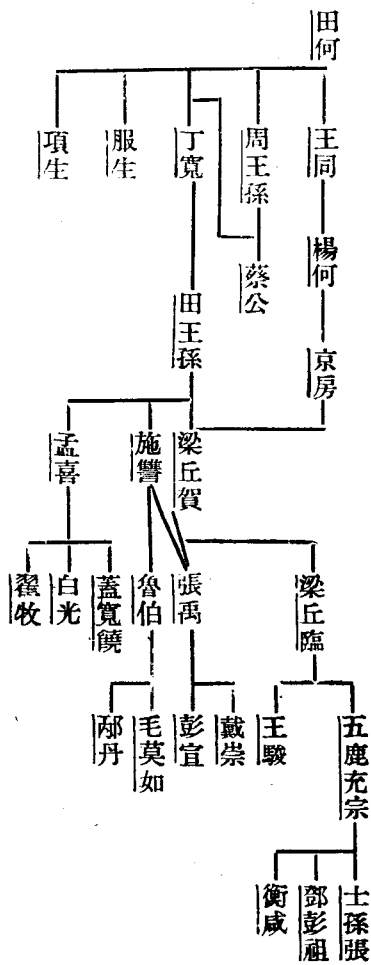 田何
王同
周王孫
丁寬
服生
項生
楊何
蔡公
京房
田王孫
梁丘賀
施讐
孟喜
梁丘臨
張禹
魯伯
蓋寬饒
白光
翟牧
五鹿充宗
王駿
戴崇
彭宣
毛莫如
邴丹
士孫張
鄧彭祖
衡咸